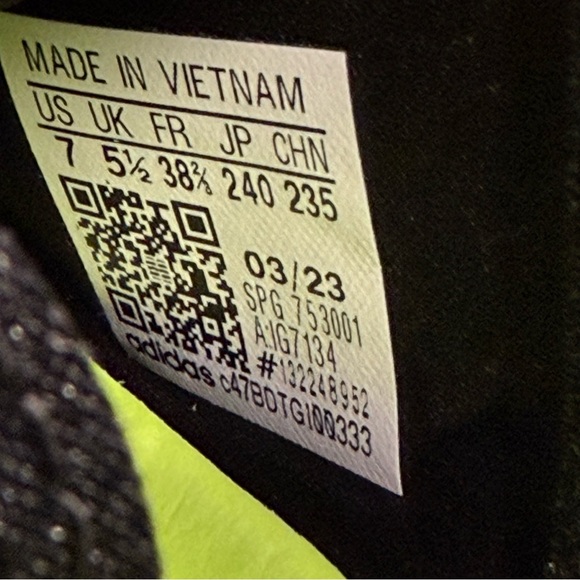 MADE IN VIETNAM
US UK FR JP CHN
7 5½ 38⅔ 240 235
03/23
SPG 753001
A:IG7134
#132248952
adidas c47BOTG100333